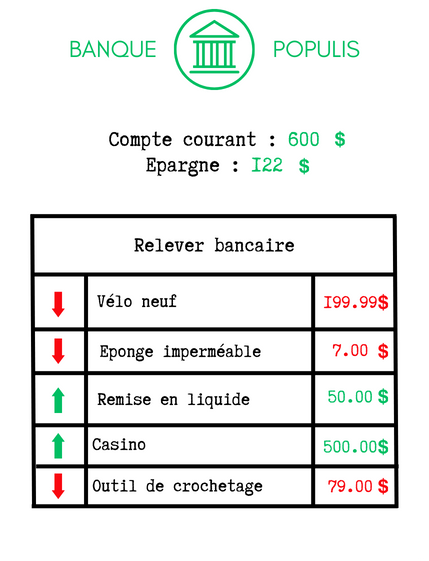 BANQUE POPULIS
Compte courant : 600 $
Epargne : I22 $
Relever bancaire
Vélo neuf I99.99$
Eponge imperméable 7.00 $
Remise en liquide 50.00 $
Casino 500.00$
Outil de crochetage 79.00 $